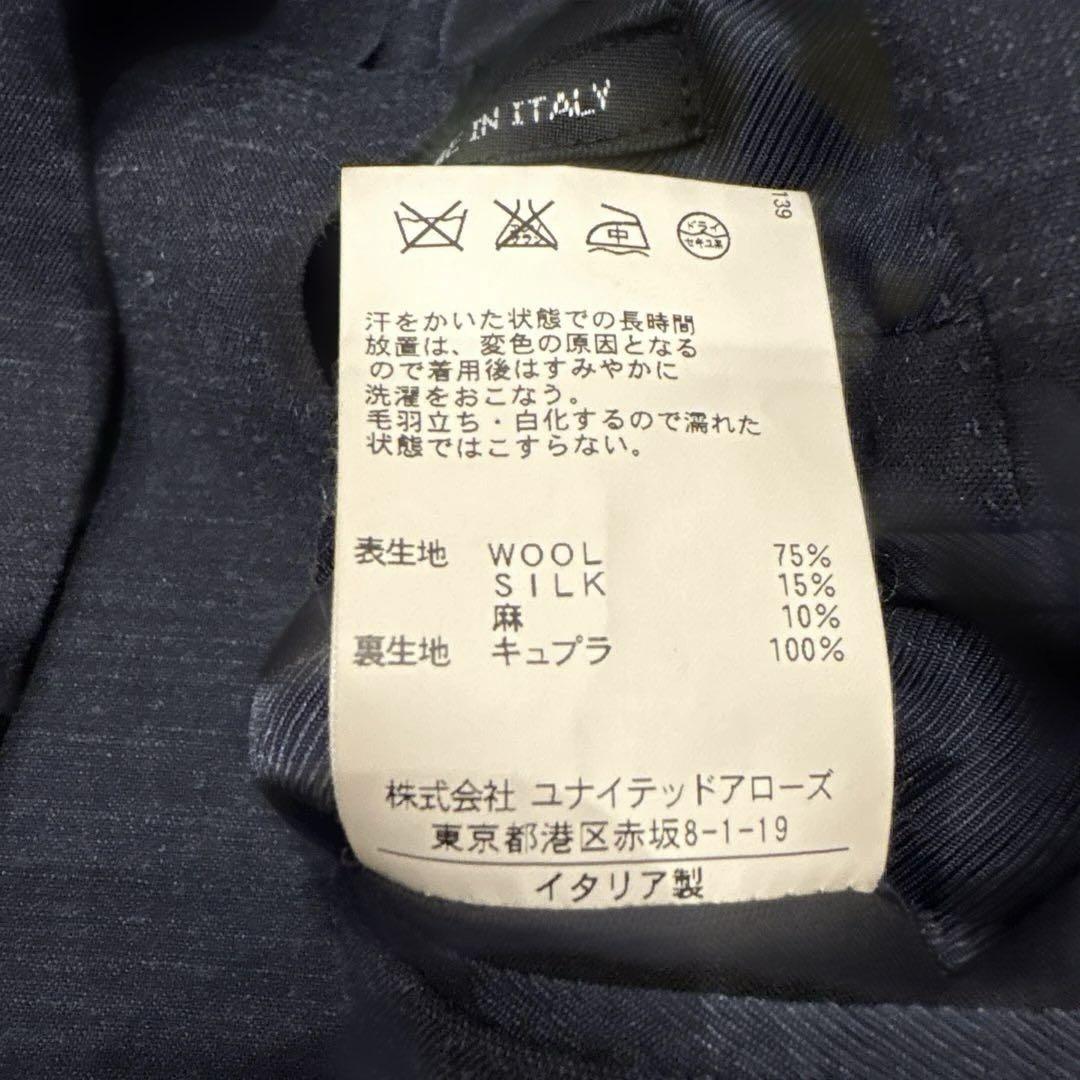 IN ITALY
139
中
ドライ
セキユ系
汗をかいた状態での長時間
放置は、変色の原因となる
ので着用後はすみやかに
洗濯をおこなう。
毛羽立ち・白化するので濡れた
状態ではこすらない。
表生地 WOOL 75%
SILK 15%
麻 10%
裏生地 キュプラ 100%
株式会社 ユナイテッドアローズ
東京都港区赤坂8-1-19
イタリア製